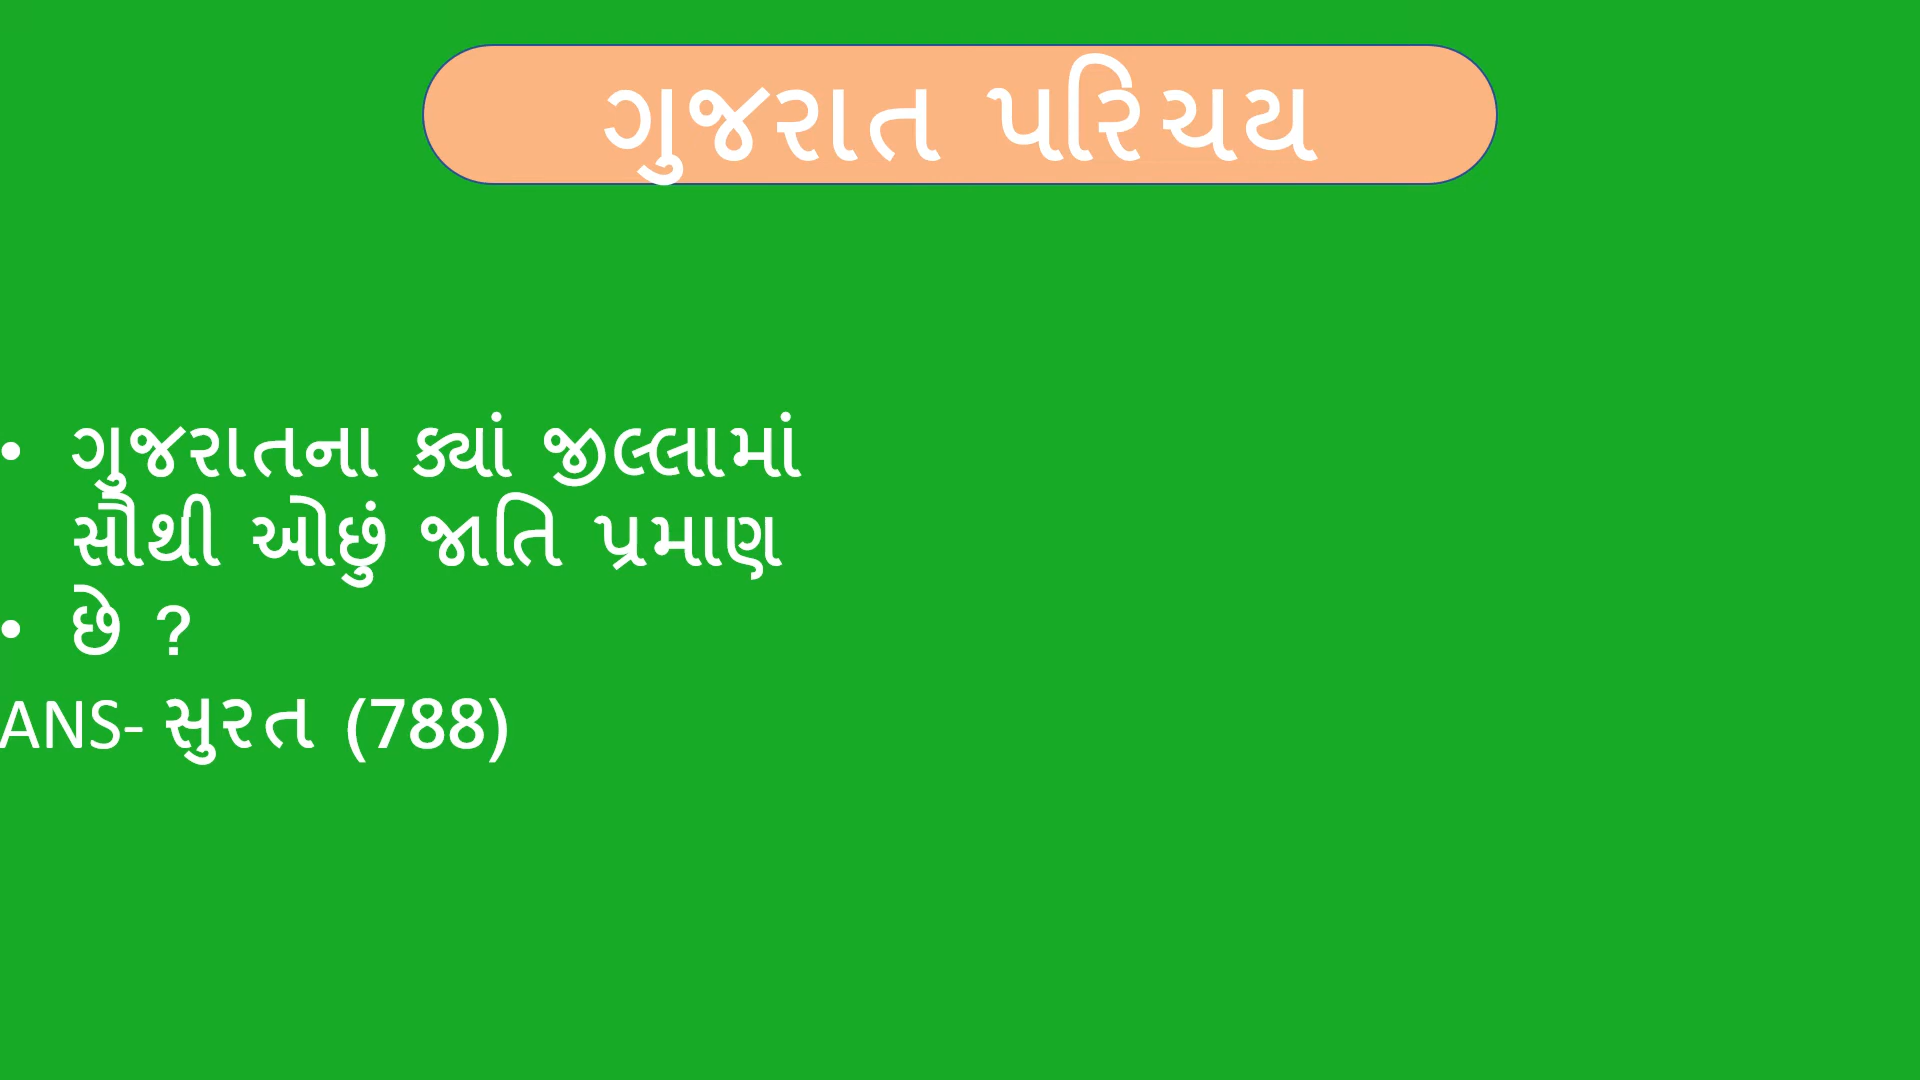 ગુજરાત પરિચય
• ગુજરાતના ક્યાં જીલ્લામાં
સૌથી ઓછું જાતિ પ્રમાણ
• છે ?
ANS- સુરત (788)